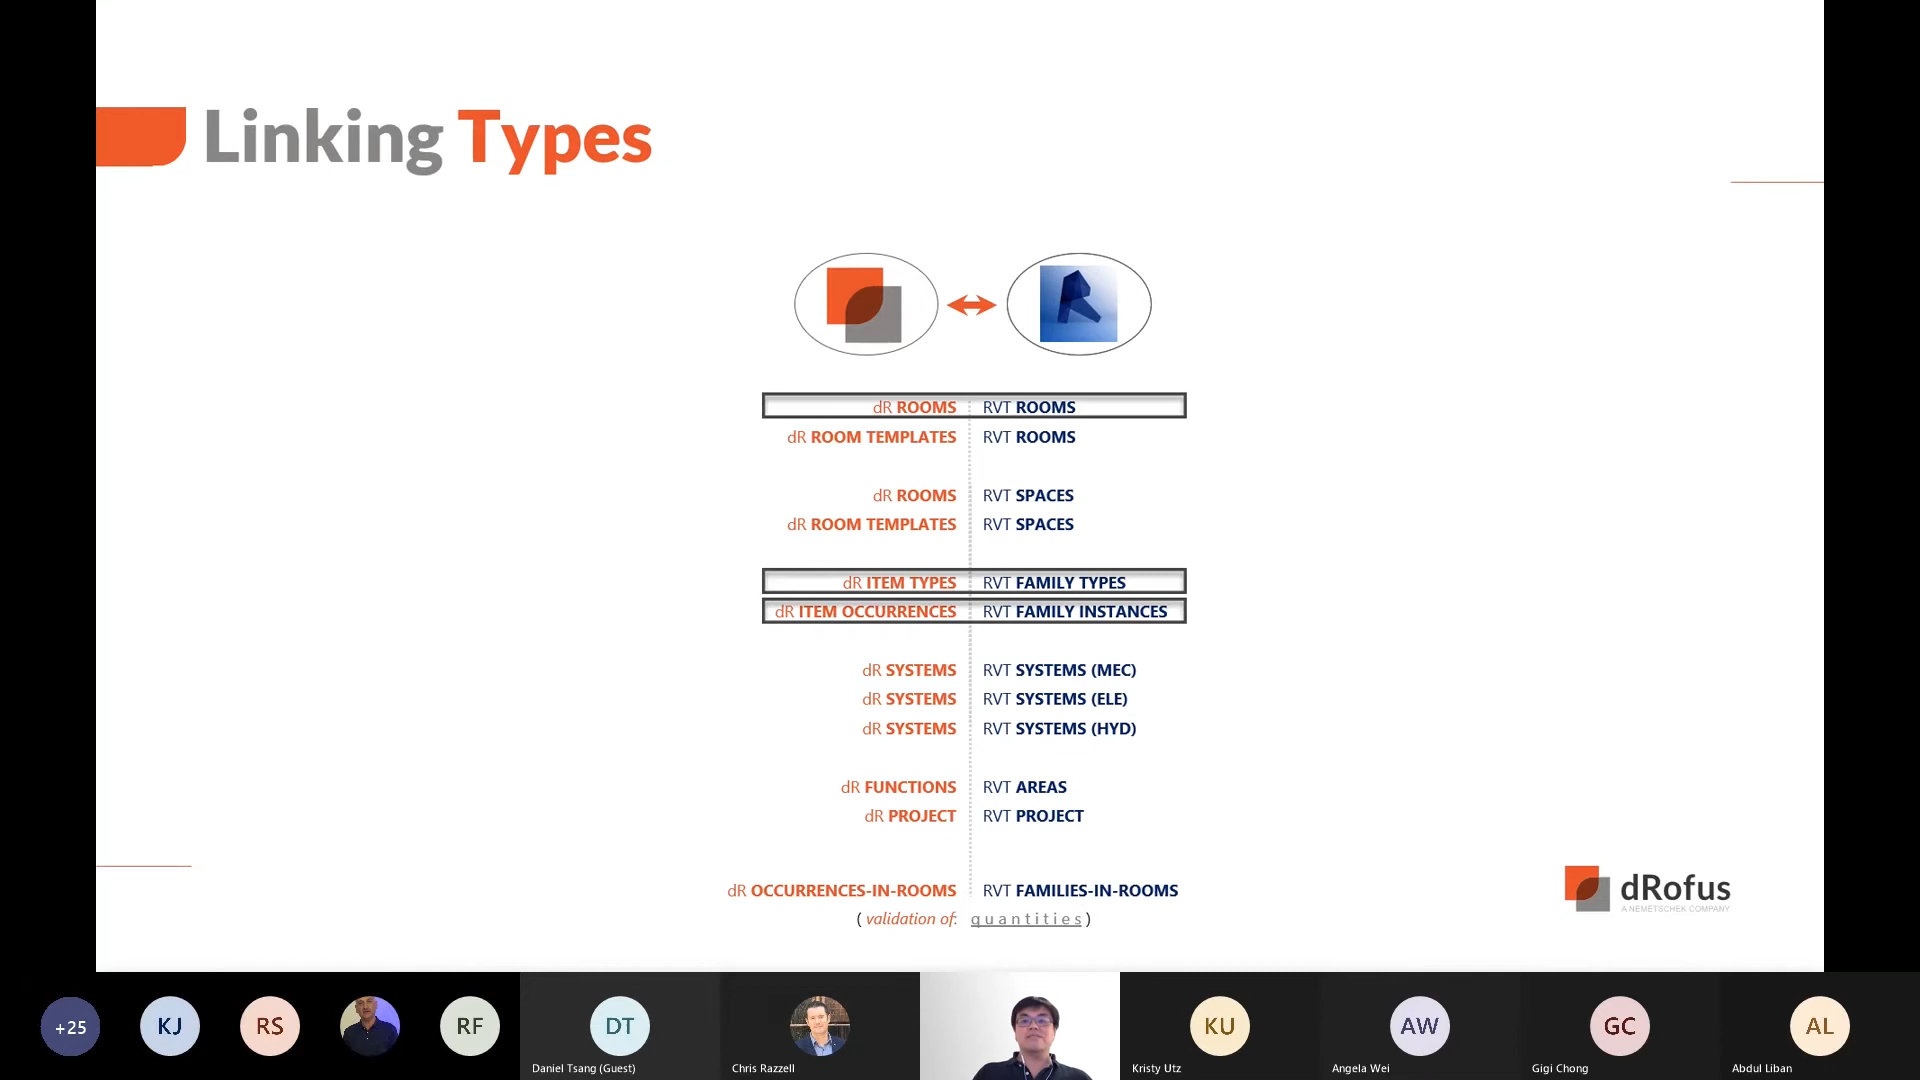 Linking Types
dR ROOMS RVT ROOMS
dR ROOM TEMPLATES RVT ROOMS
dR ROOMS RVT SPACES
dR ROOM TEMPLATES RVT SPACES
dR ITEM TYPES RVT FAMILY TYPES
dR ITEM OCCURRENCES RVT FAMILY INSTANCES
dR SYSTEMS RVT SYSTEMS (MEC)
dR SYSTEMS RVT SYSTEMS (ELE)
dR SYSTEMS RVT SYSTEMS (HYD)
dR FUNCTIONS RVT AREAS
dR PROJECT RVT PROJECT
dR OCCURRENCES-IN-ROOMS RVT FAMILIES-IN-ROOMS
( validation of: quantities )
dRofus
A NEMETSCHEK COMPANY
+25 KJ RS RF DT KU AW GC AL
Daniel Tsang (Guest) Chris Razzell Kristy Utz Angela Wei Gigi Chong Abdul Liban